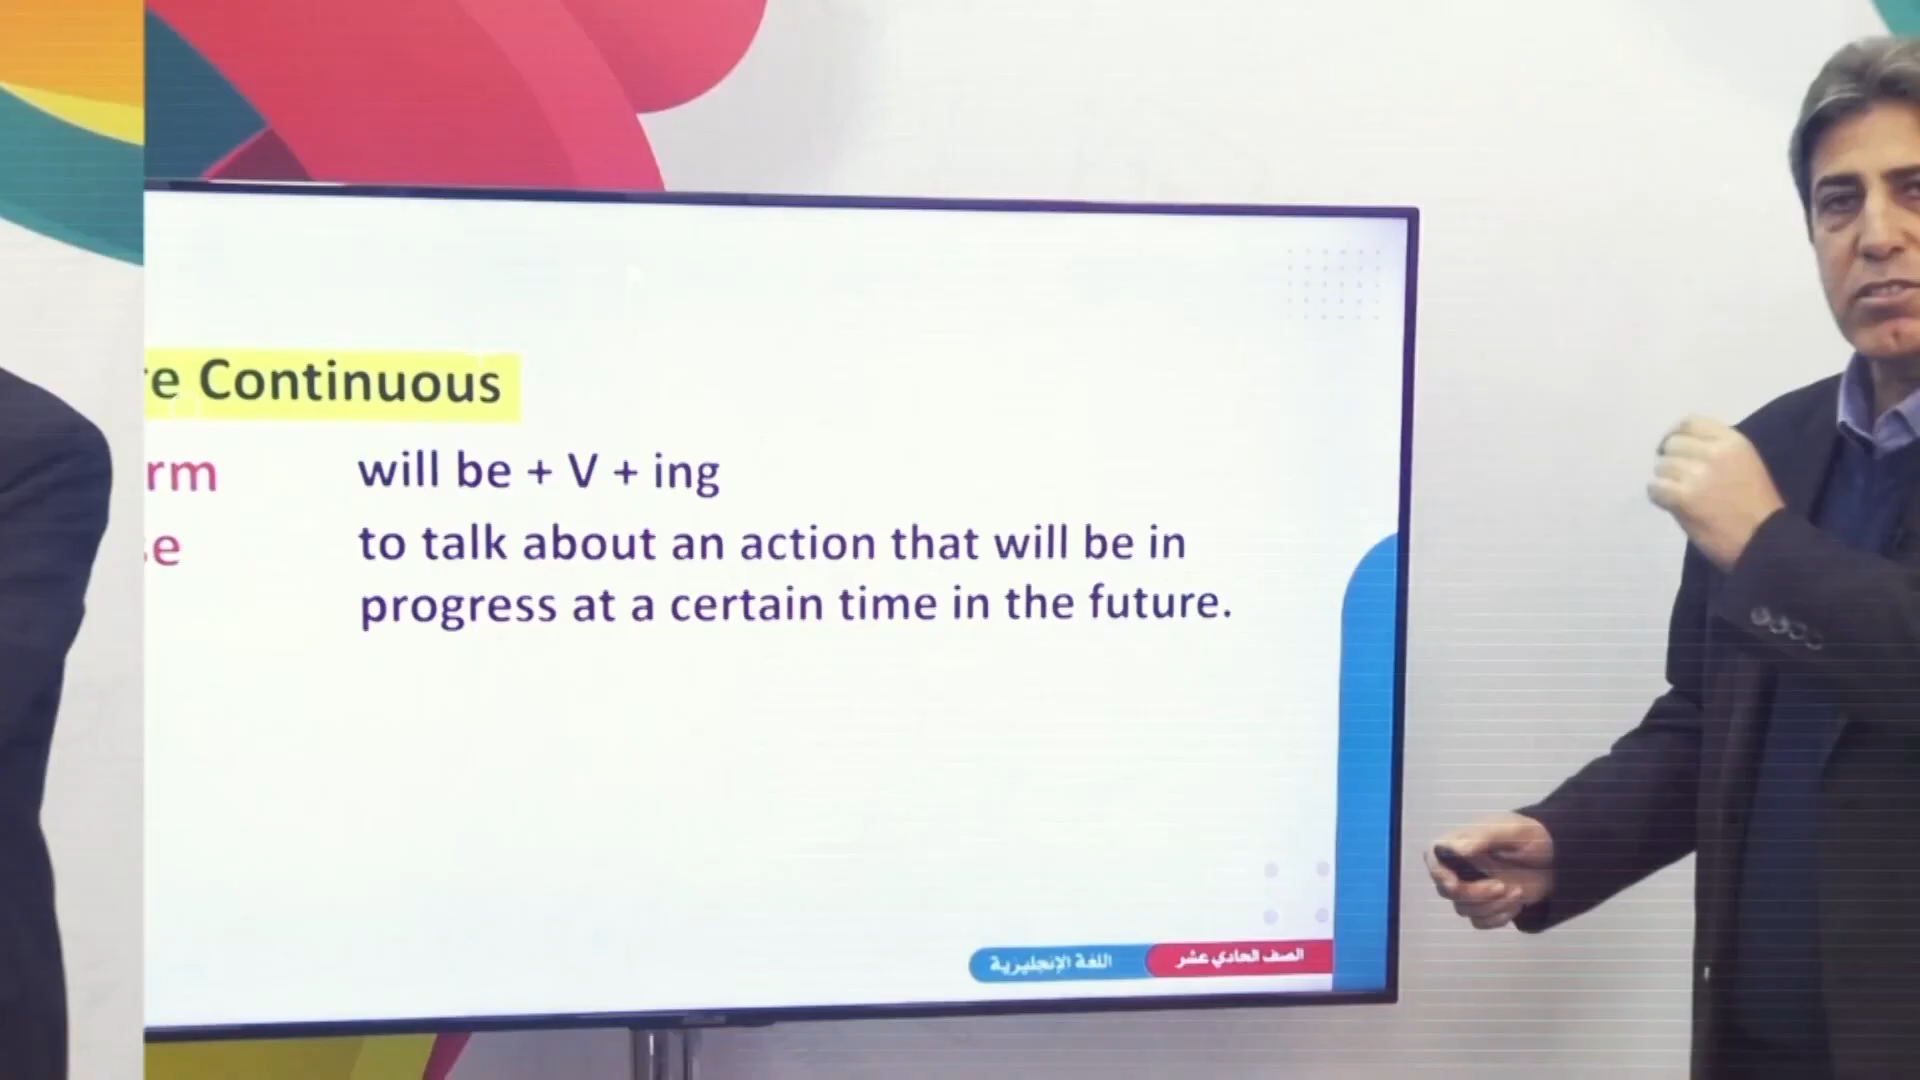 re Continuous
rm will be + V + ing
se to talk about an action that will be in
progress at a certain time in the future.
اللغة الإنجليزية
الصف الحادي عشر